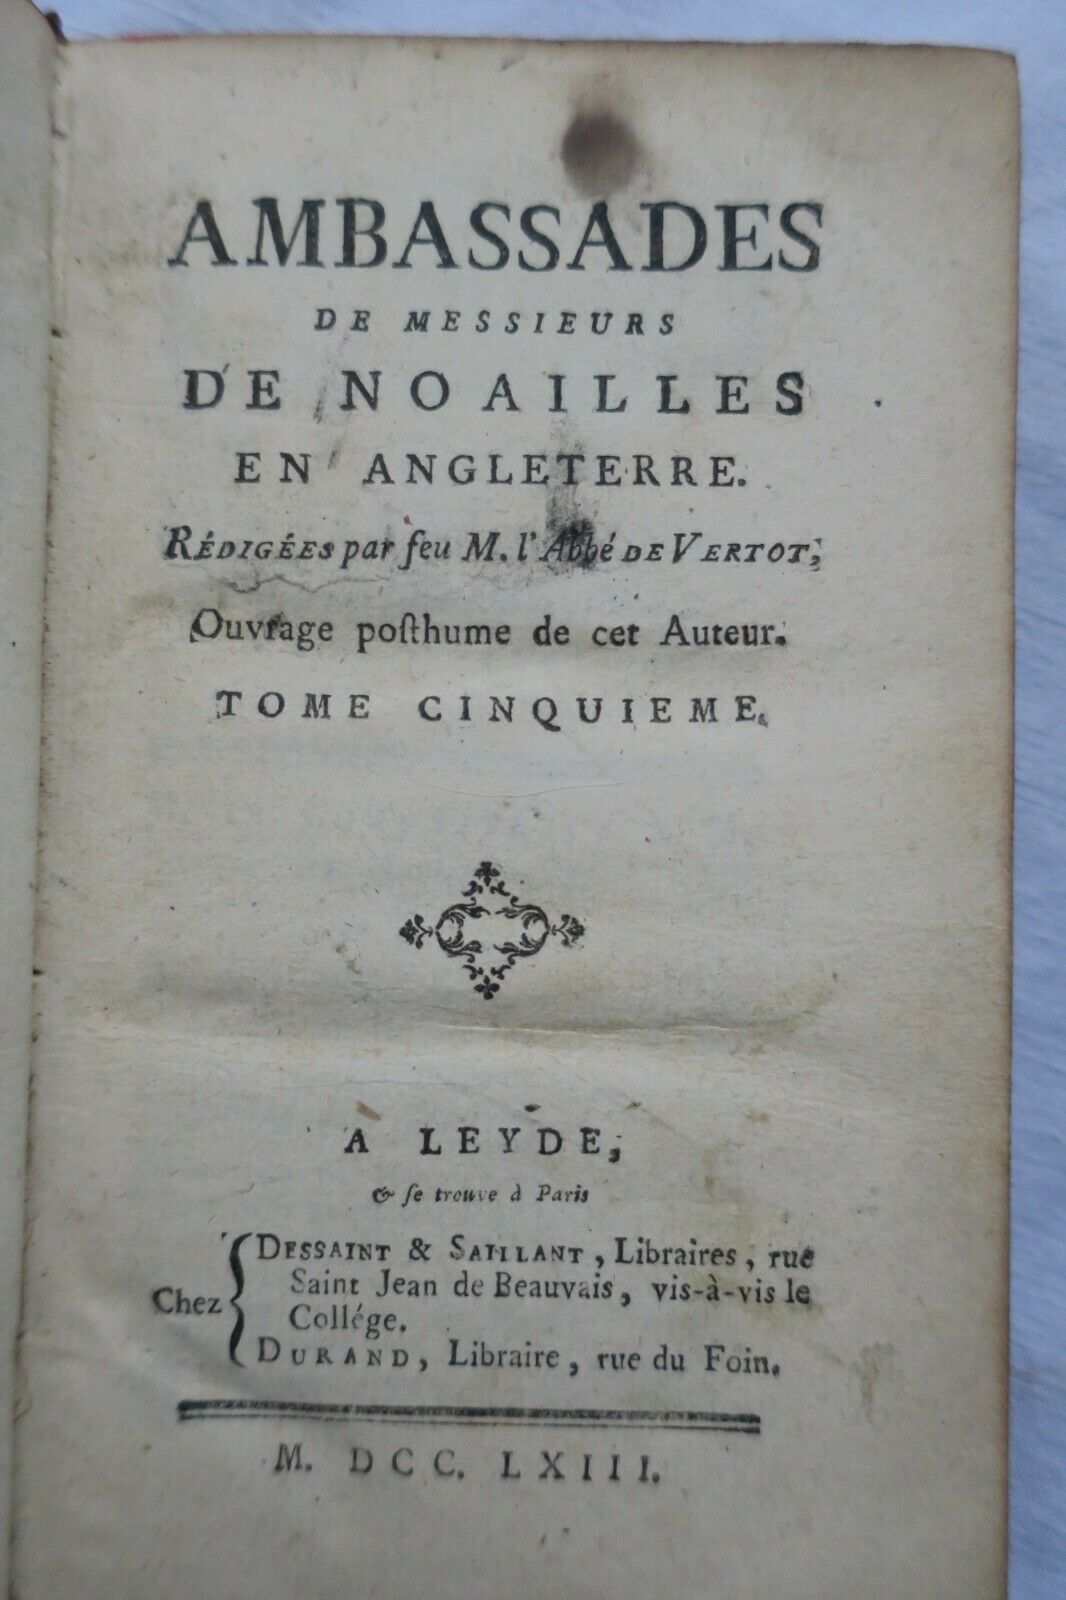 AMBASSADES
DE MESSIEURS
DE NOAILLES
EN ANGLETERRE.
RÉDIGÉES par feu M. l'Abbé DE VERTOT,
Ouvrage posthume de cet Auteur.
TOME CINQUIEME.
A LEYDE,
& se trouve à Paris
Chez
DESSAINT & SAILLANT, Libraires, rue
Saint Jean de Beauvais, vis-à-vis le
Collége.
DURAND, Libraire, rue du Foin.
M. DCC. LXIII.